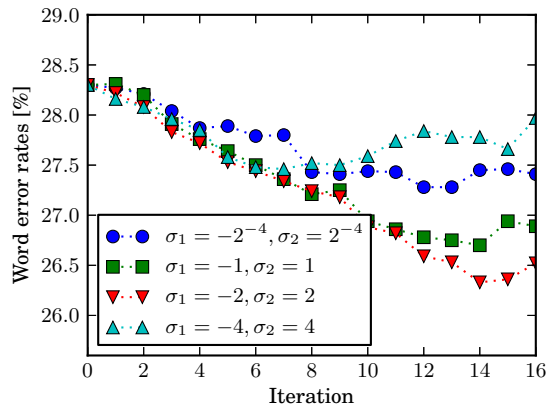 29.0
28.5
28.0
27.5
27.0
26.5
26.0
Word error rates [%]
σ₁ = −2⁻⁴, σ₂ = 2⁻⁴
σ₁ = −1, σ₂ = 1
σ₁ = −2, σ₂ = 2
σ₁ = −4, σ₂ = 4
0 2 4 6 8 10 12 14 16
Iteration